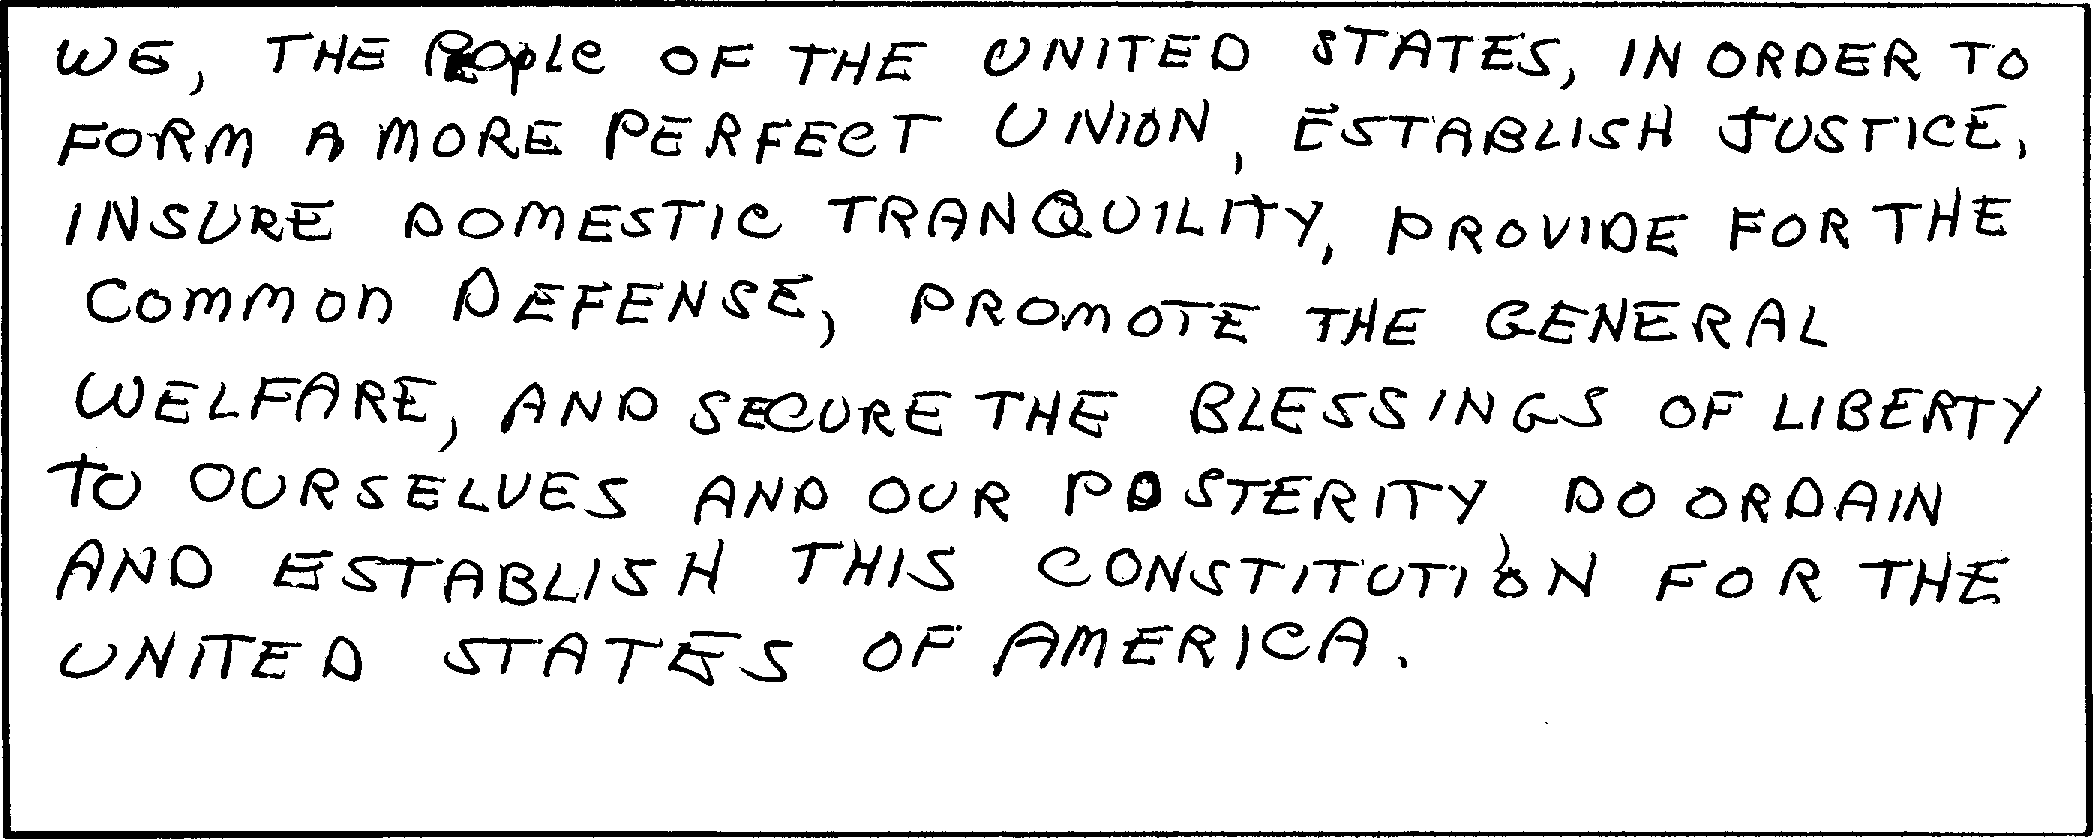 WE, THE PEOplE OF THE UNITED STATES, IN ORDER TO
FORM A MORE PERFECT UNION, ESTABLISH JUSTICE,
INSURE DOMESTIC TRANQUILITY, PROVIDE FOR THE
COMMON DEFENSE, PROMOTE THE GENERAL
WELFARE, AND SECURE THE BLESSINGS OF LIBERTY
TO OURSELVES AND OUR POSTERITY, DO ORDAIN
AND ESTABLISH THIS CONSTITUTION FOR THE
UNITED STATES OF AMERICA.